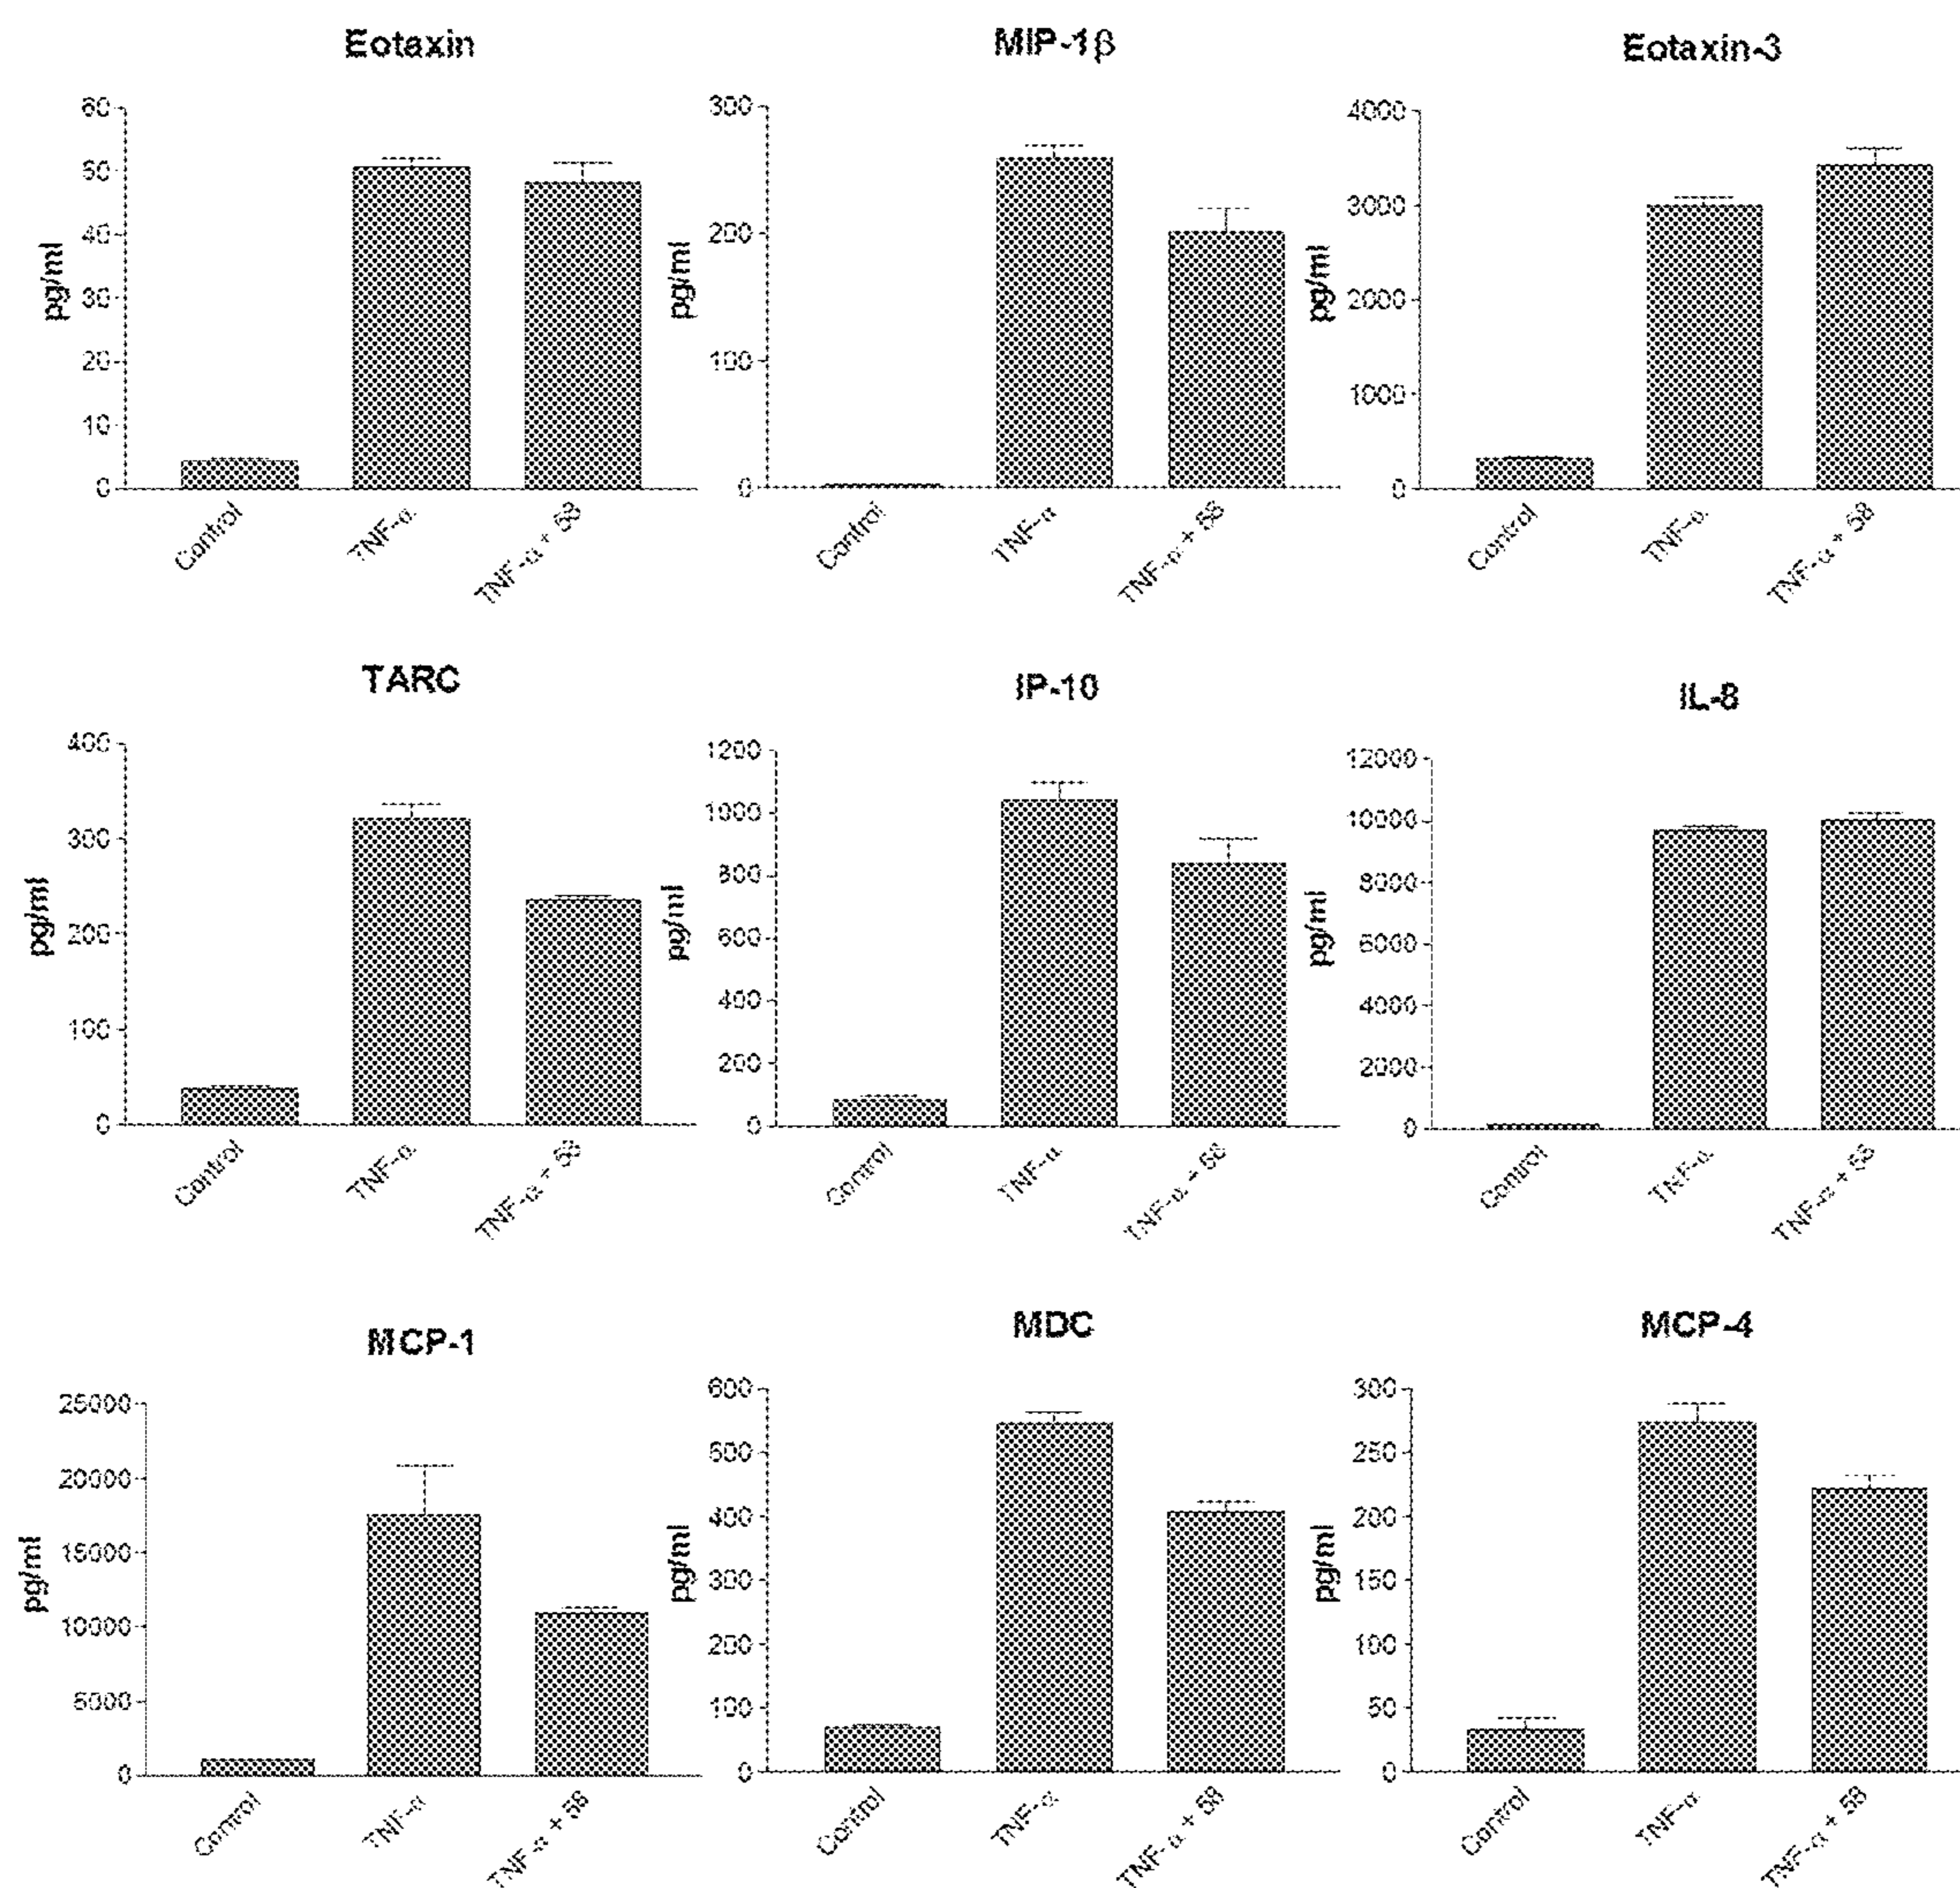 Eotaxin
pg/ml
60
50
40
30
20
10
0
Control
TNF-α
TNF-α + 58
MIP-1β
pg/ml
300
200
100
0
Control
TNF-α
TNF-α + 58
Eotaxin-3
pg/ml
4000
3000
2000
1000
0
Control
TNF-α
TNF-α + 58
TARC
pg/ml
400
300
200
100
0
Control
TNF-α
TNF-α + 58
IP-10
pg/ml
1200
1000
800
600
400
200
0
Control
TNF-α
TNF-α + 58
IL-8
pg/ml
12000
10000
8000
6000
4000
2000
0
Control
TNF-α
TNF-α + 58
MCP-1
pg/ml
25000
20000
15000
10000
5000
0
Control
TNF-α
TNF-α + 58
MDC
pg/ml
600
500
400
300
200
100
0
Control
TNF-α
TNF-α + 58
MCP-4
pg/ml
300
250
200
150
100
50
0
Control
TNF-α
TNF-α + 58